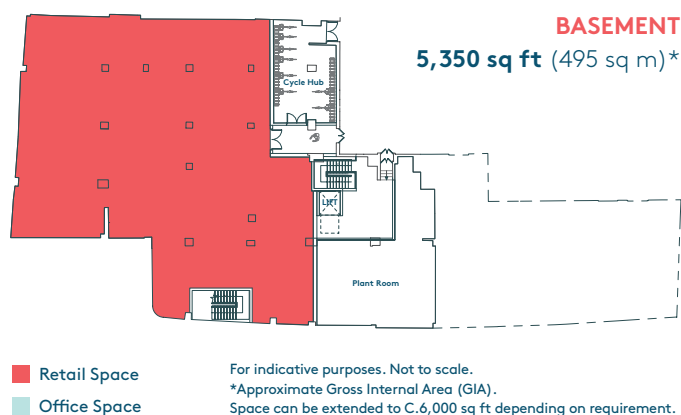 BASEMENT
5,350 sq ft (495 sq m)*
Cycle Hub
LIFT
Plant Room
Retail Space
Office Space
For indicative purposes. Not to scale.
*Approximate Gross Internal Area (GIA).
Space can be extended to C.6,000 sq ft depending on requirement.